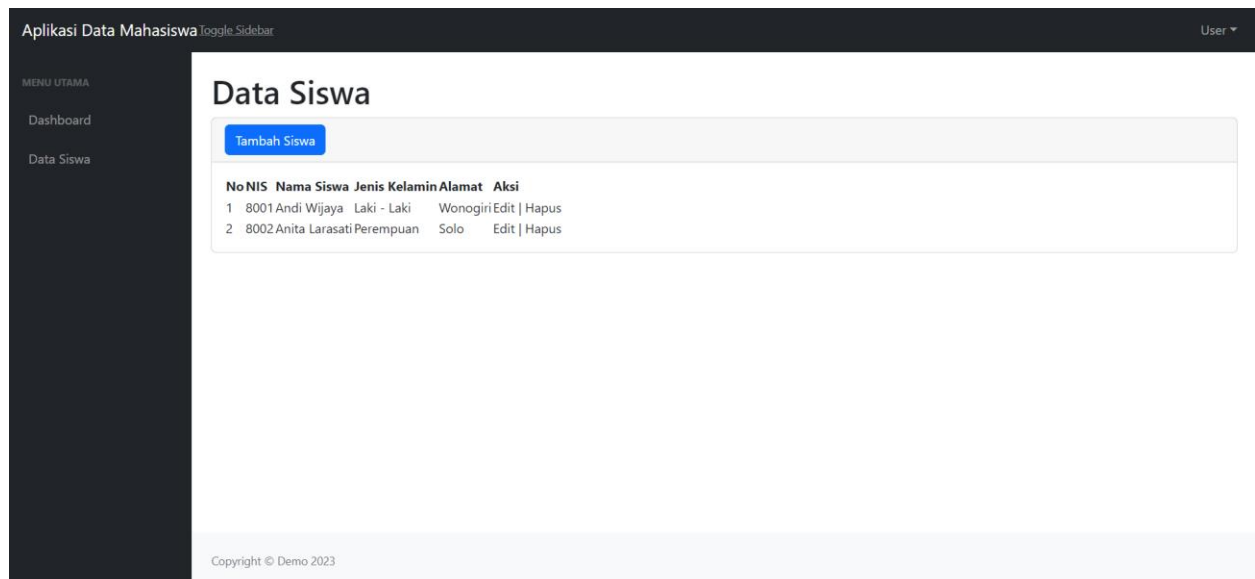 Aplikasi Data Mahasiswa Toggle Sidebar User
MENU UTAMA
Dashboard
Data Siswa
Data Siswa
Tambah Siswa
No NIS Nama Siswa Jenis Kelamin Alamat Aksi
1 8001 Andi Wijaya Laki - Laki Wonogiri Edit | Hapus
2 8002 Anita Larasati Perempuan Solo Edit | Hapus
Copyright © Demo 2023